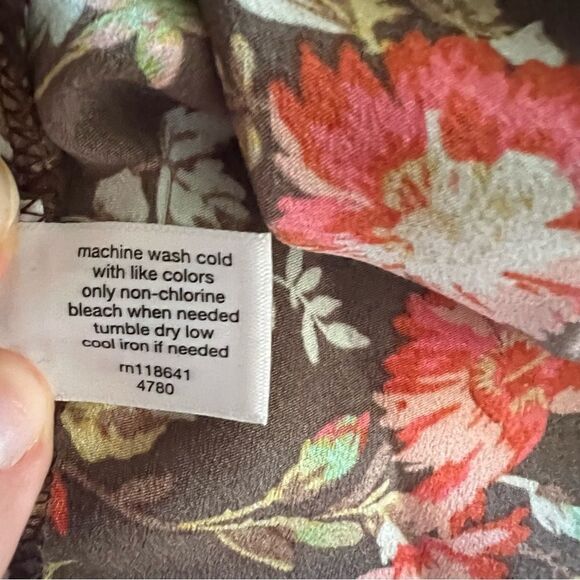 machine wash cold
with like colors
only non-chlorine
bleach when needed
tumble dry low
cool iron if needed
rn118641
4780